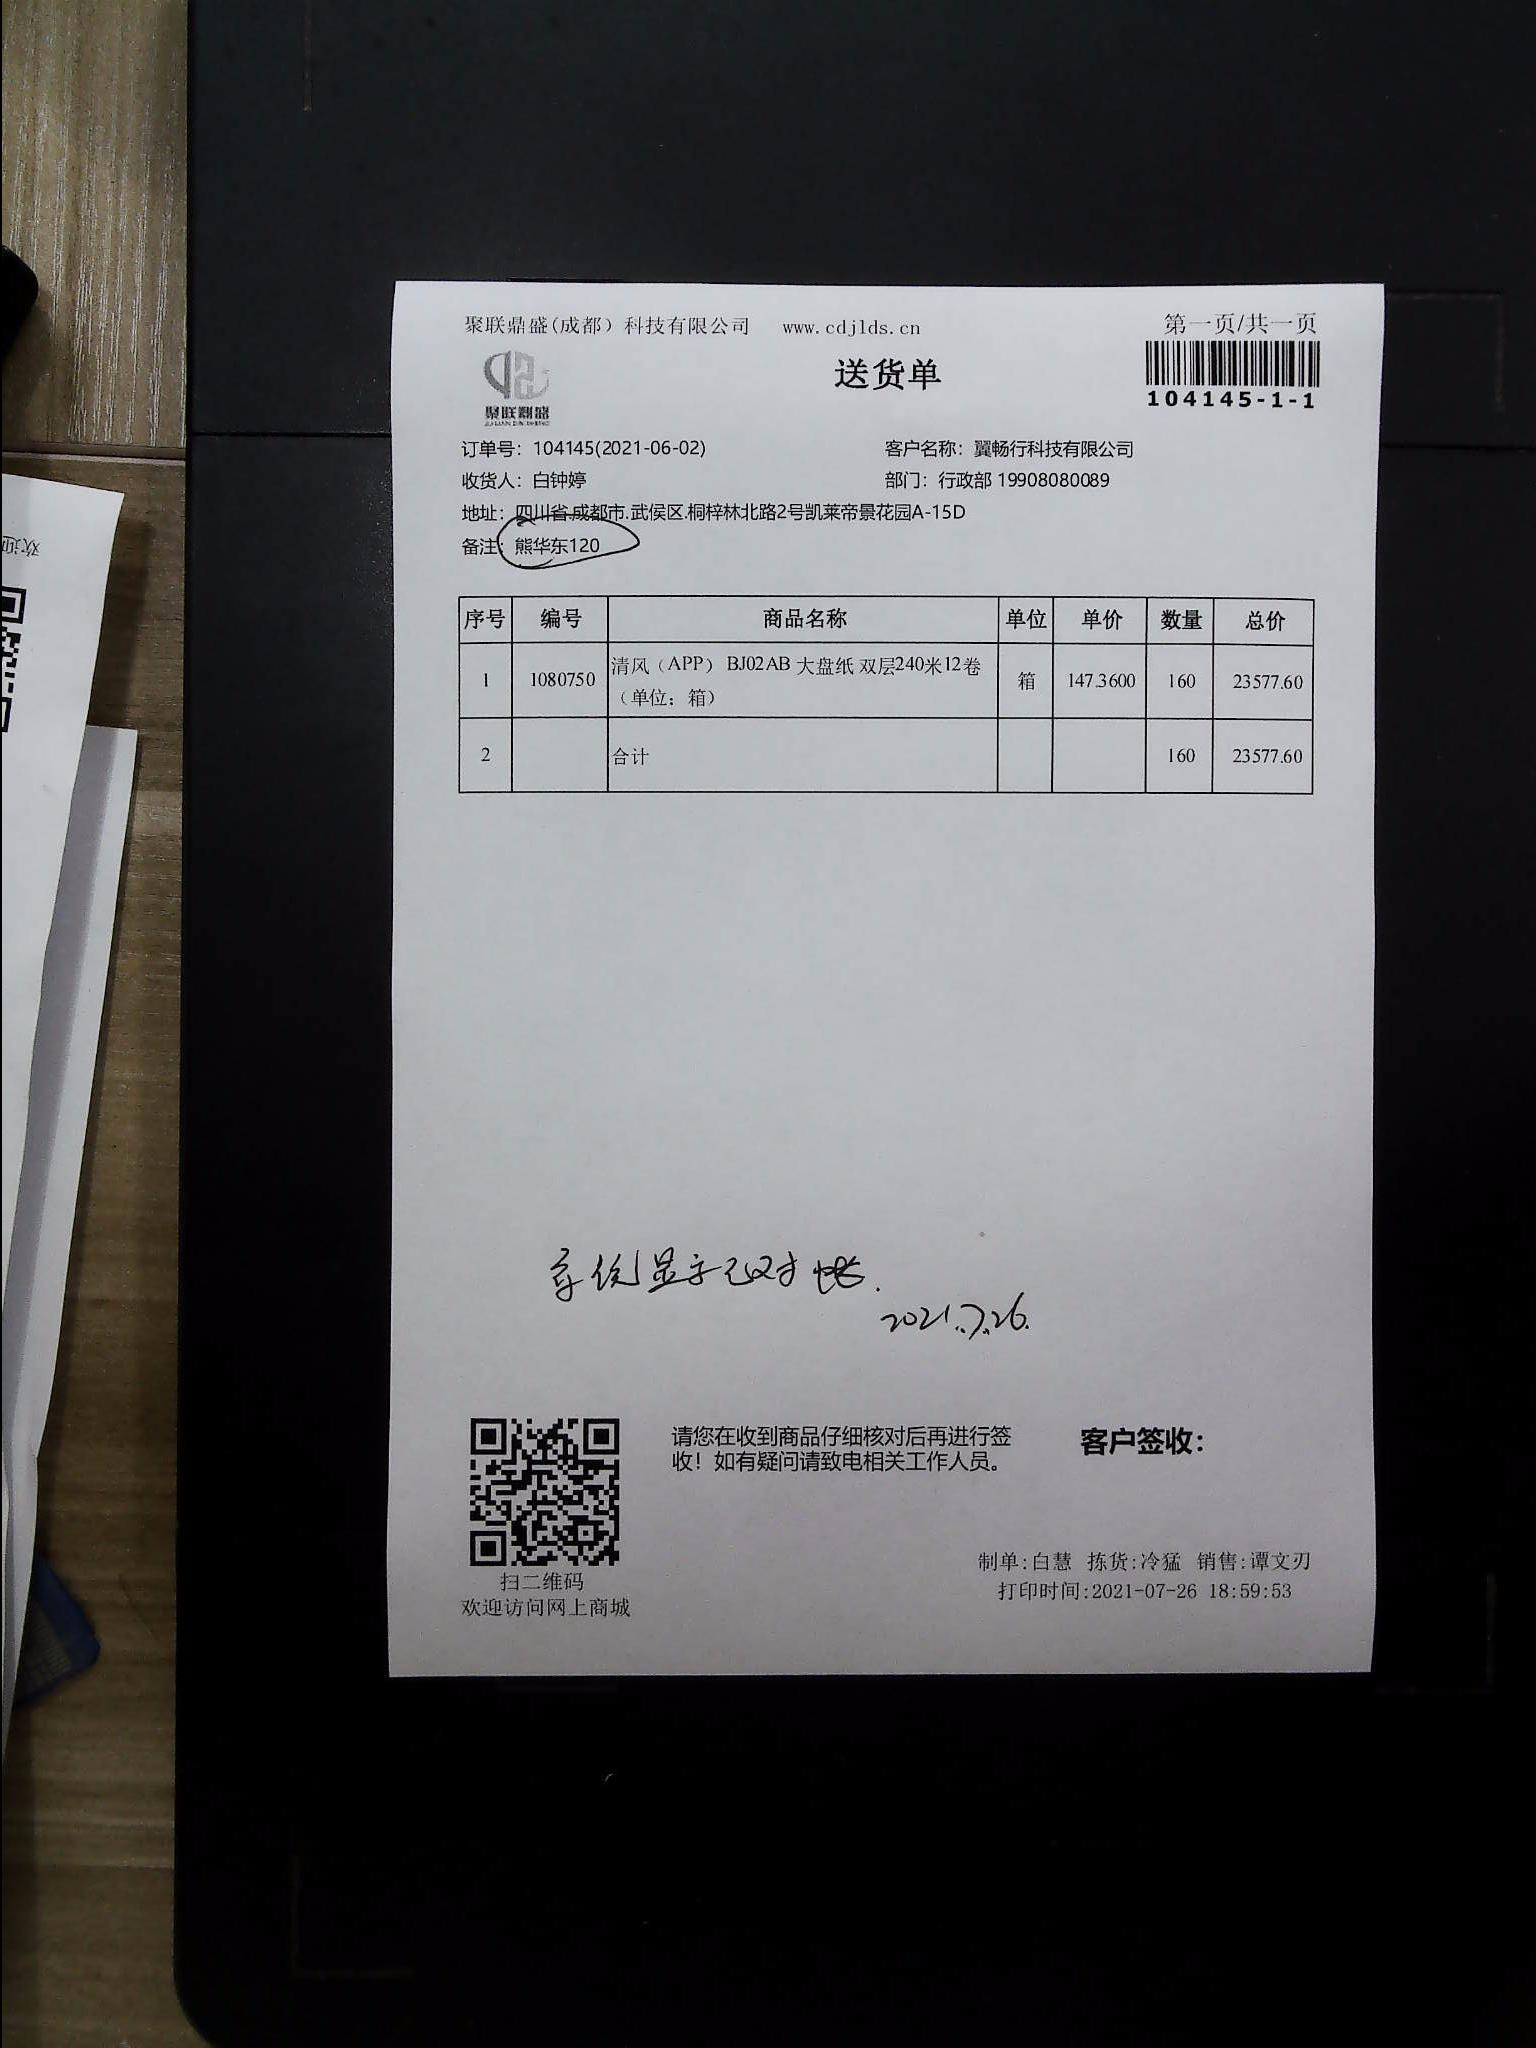 聚联鼎盛(成都）科技有限公司 www.cdjlds.cn
第一页/共一页
送货单
聚联鼎盛
104145-1-1
订单号：104145(2021-06-02) 客户名称：翼畅行科技有限公司
收货人：白钟婷 部门：行政部 19908080089
地址：四川省.成都市.武侯区.桐梓林北路2号凯莱帝景花园A-15D
备注：熊华东120
序号 编号 商品名称 单位 单价 数量 总价
1 1080750 清风（APP）BJ02AB 大盘纸 双层240米12卷 箱 147.3600 160 23577.60
（单位：箱）
2 合计 160 23577.60
系统显示已对帐.
2021.7.26.
请您在收到商品仔细核对后再进行签
收！如有疑问请致电相关工作人员。
客户签收：
扫二维码
欢迎访问网上商城
制单:白慧 拣货:冷猛 销售:谭文刃
打印时间:2021-07-26 18:59:53
欢迎